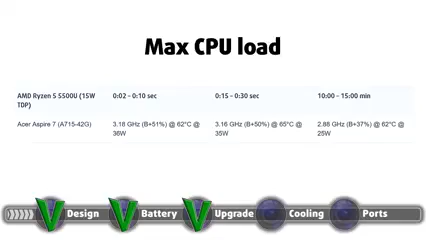 Max CPU load
AMD Ryzen 5 5500U (15W TDP) 0:02 – 0:10 sec 0:15 – 0:30 sec 10:00 – 15:00 min
Acer Aspire 7 (A715-42G) 3.18 GHz (B+51%) @ 62°C @ 36W 3.16 GHz (B+50%) @ 65°C @ 35W 2.88 GHz (B+37%) @ 62°C @ 25W
Design Battery Upgrade Cooling Ports